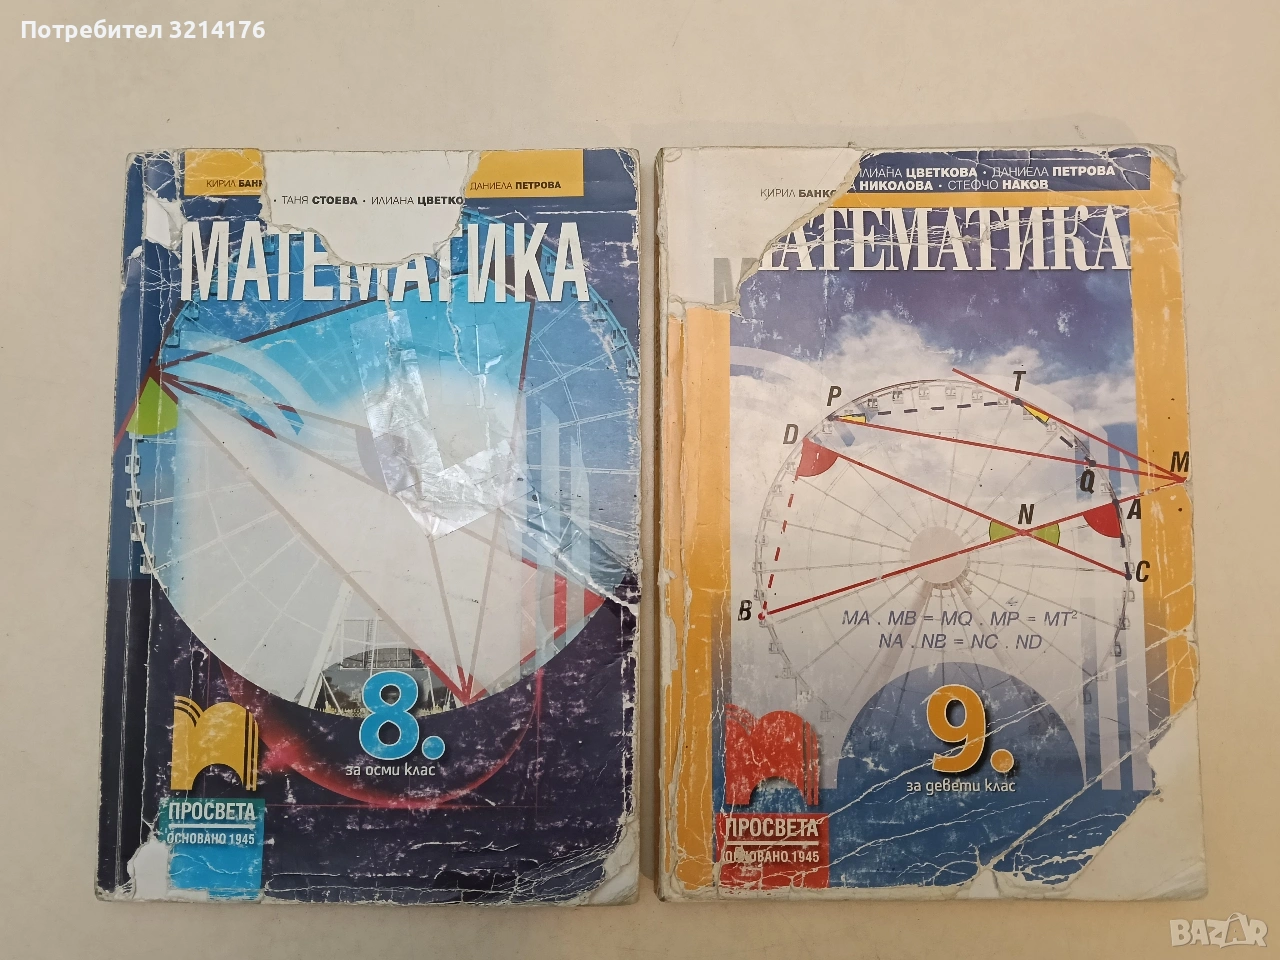 Потребител 3214176
КИРИЛ БАНК
ДАНИЕЛА ПЕТРОВА
· ТАНЯ СТОЕВА · ИЛИАНА ЦВЕТКО
МАТЕМАТИКА
8.
за осми клас
ПРОСВЕТА
ОСНОВАНО 1945
ИЛИАНА ЦВЕТКОВА · ДАНИЕЛА ПЕТРОВА
КИРИЛ БАНКО
А НИКОЛОВА · СТЕФЧО НАКОВ
МАТЕМАТИКА
P
T
D
M
Q
N
A
C
B
MA . MB = MQ . MP = MT²
NA . NB = NC . ND
9.
за девети клас
ПРОСВЕТА
ОСНОВАНО 1945
BAZAR